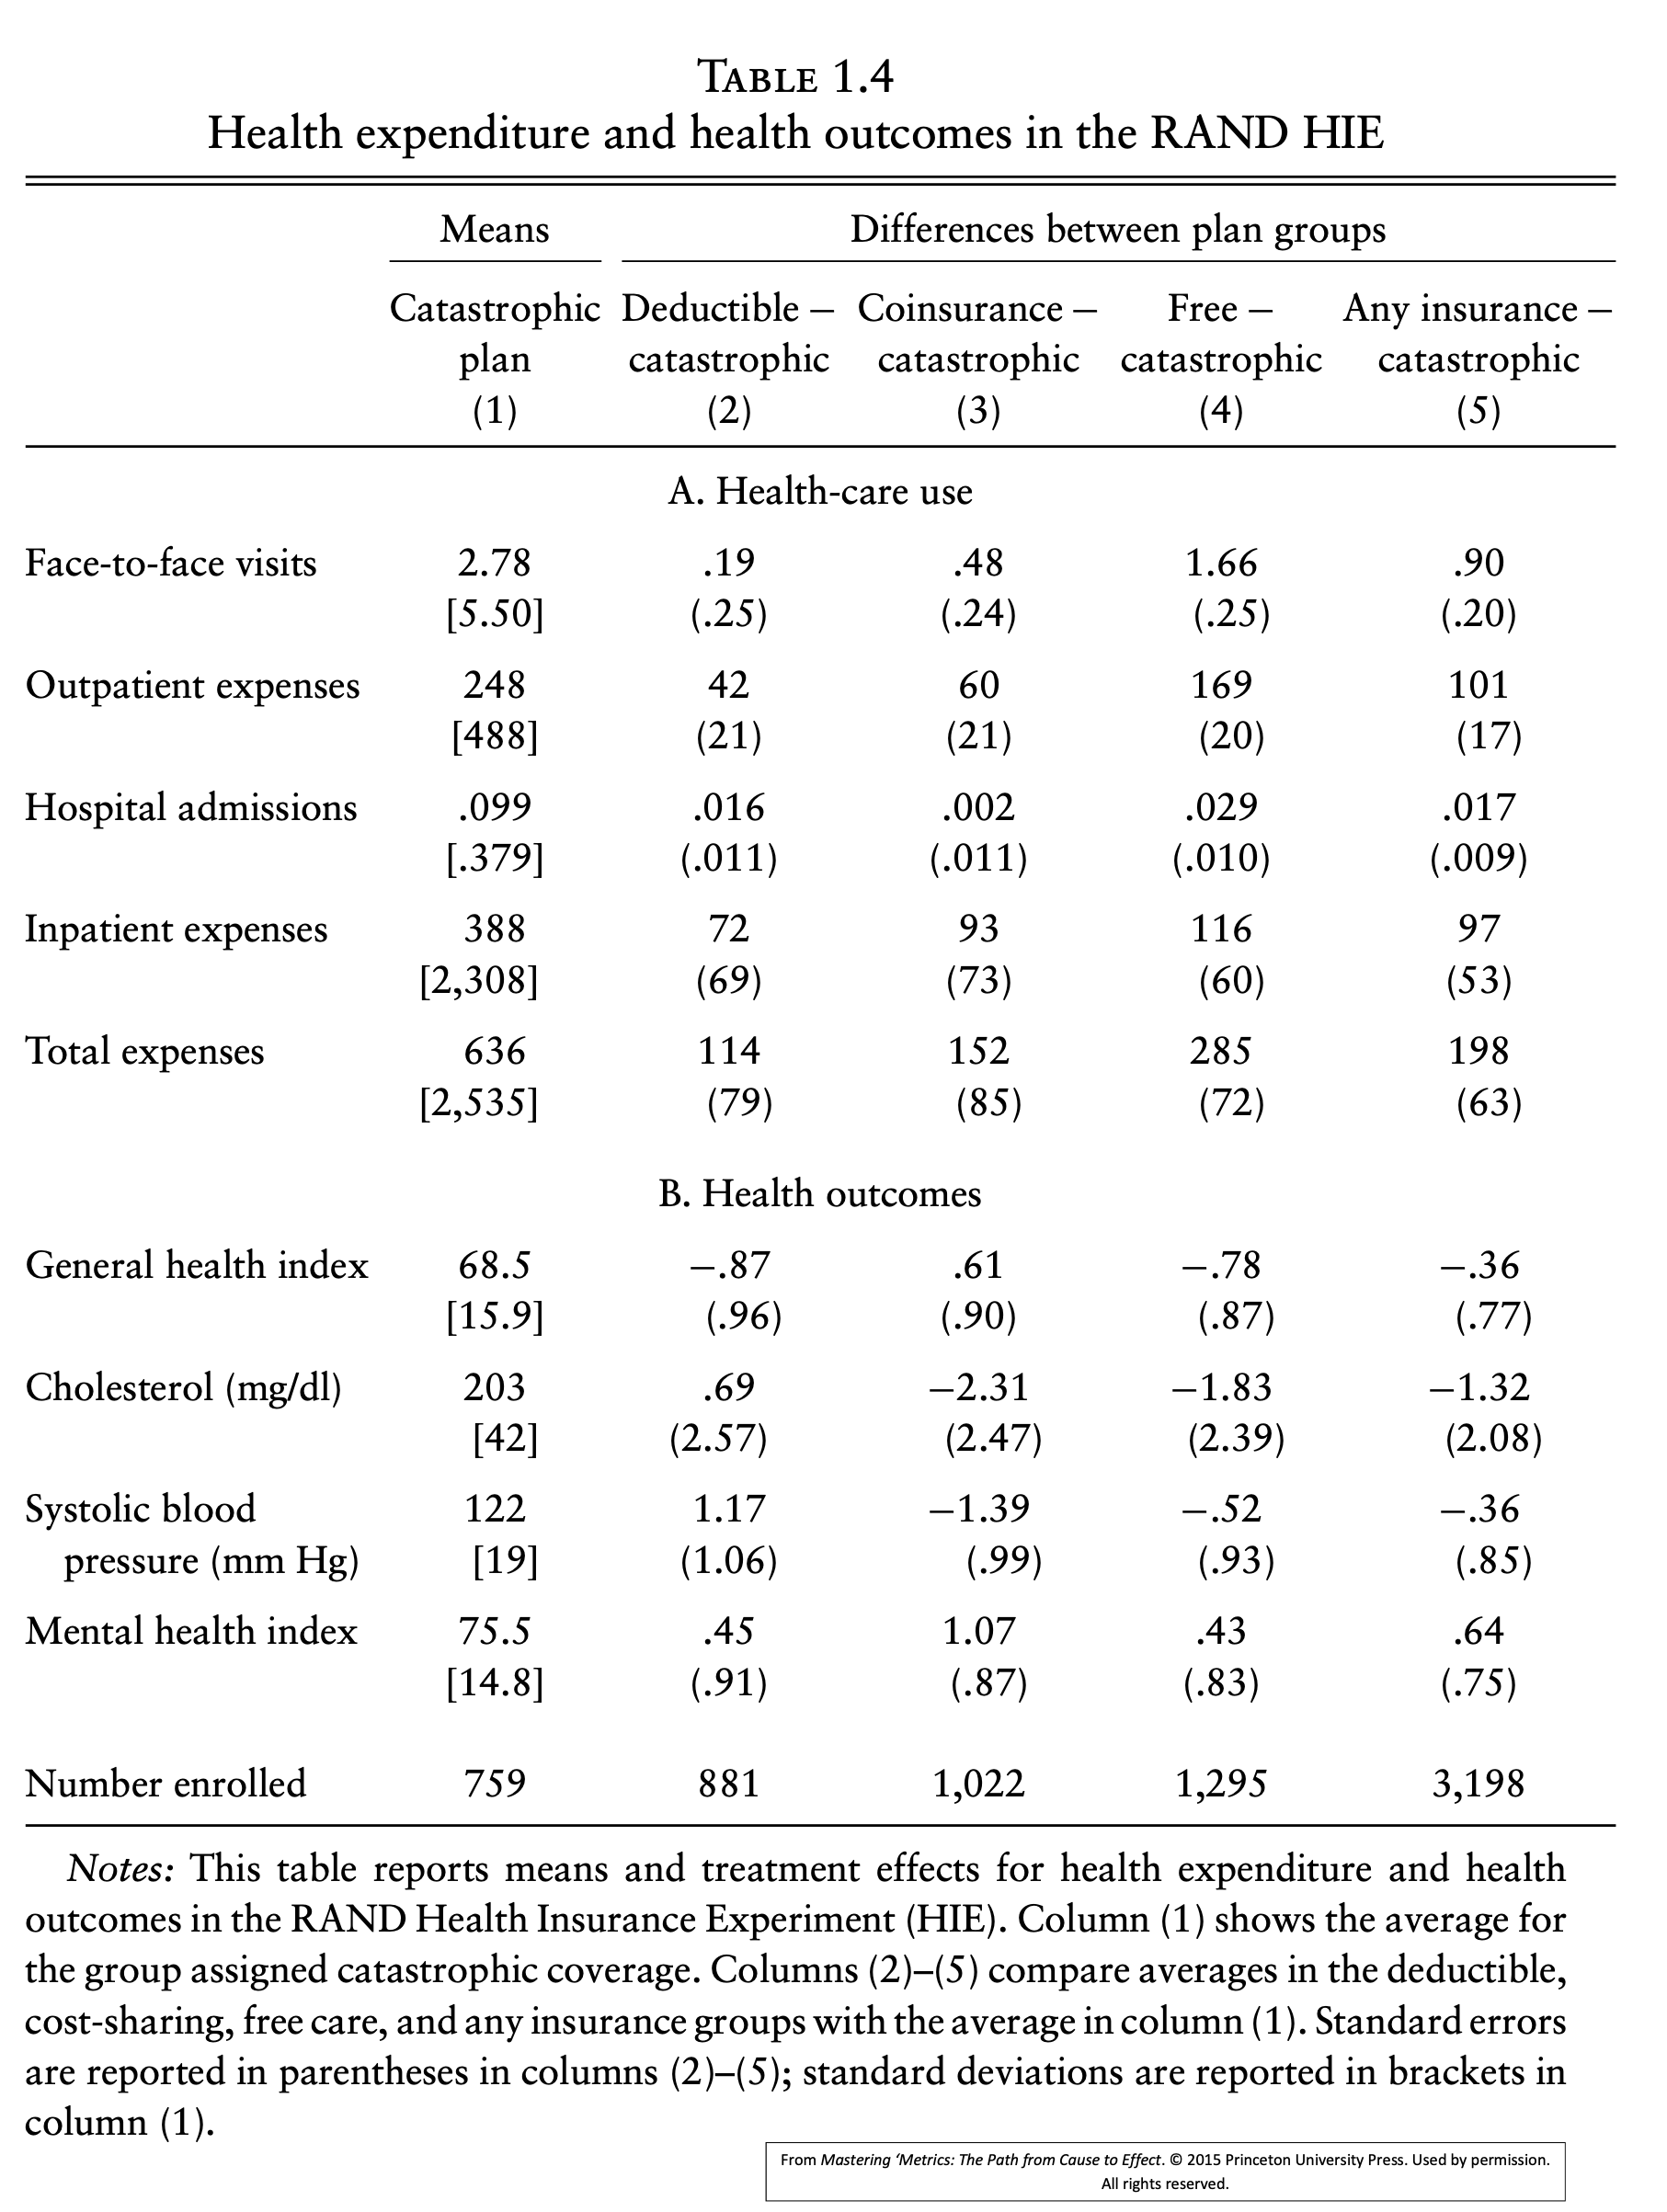 TABLE 1.4
Health expenditure and health outcomes in the RAND HIE
Means Differences between plan groups
Catastrophic Deductible – Coinsurance – Free – Any insurance –
plan catastrophic catastrophic catastrophic catastrophic
(1) (2) (3) (4) (5)
A. Health-care use
Face-to-face visits 2.78 .19 .48 1.66 .90
[5.50] (.25) (.24) (.25) (.20)
Outpatient expenses 248 42 60 169 101
[488] (21) (21) (20) (17)
Hospital admissions .099 .016 .002 .029 .017
[.379] (.011) (.011) (.010) (.009)
Inpatient expenses 388 72 93 116 97
[2,308] (69) (73) (60) (53)
Total expenses 636 114 152 285 198
[2,535] (79) (85) (72) (63)
B. Health outcomes
General health index 68.5 –.87 .61 –.78 –.36
[15.9] (.96) (.90) (.87) (.77)
Cholesterol (mg/dl) 203 .69 –2.31 –1.83 –1.32
[42] (2.57) (2.47) (2.39) (2.08)
Systolic blood 122 1.17 –1.39 –.52 –.36
pressure (mm Hg) [19] (1.06) (.99) (.93) (.85)
Mental health index 75.5 .45 1.07 .43 .64
[14.8] (.91) (.87) (.83) (.75)
Number enrolled 759 881 1,022 1,295 3,198
Notes: This table reports means and treatment effects for health expenditure and health
outcomes in the RAND Health Insurance Experiment (HIE). Column (1) shows the average for
the group assigned catastrophic coverage. Columns (2)–(5) compare averages in the deductible,
cost-sharing, free care, and any insurance groups with the average in column (1). Standard errors
are reported in parentheses in columns (2)–(5); standard deviations are reported in brackets in
column (1).
From Mastering ‘Metrics: The Path from Cause to Effect. © 2015 Princeton University Press. Used by permission.
All rights reserved.